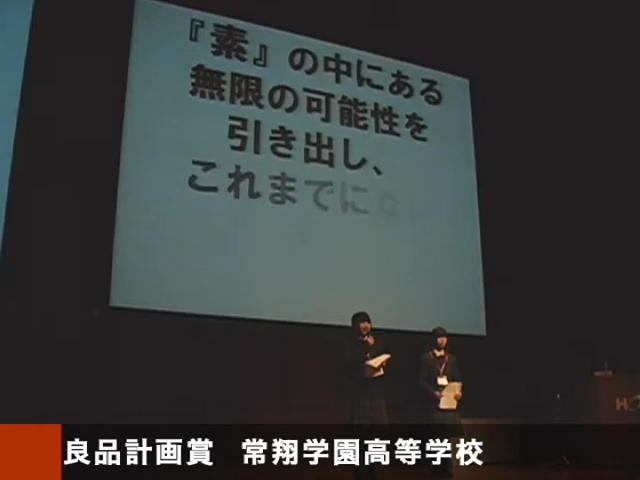 『素』の中にある
無限の可能性を
引き出し、
これまでに
良品計画賞 常翔学園高等学校